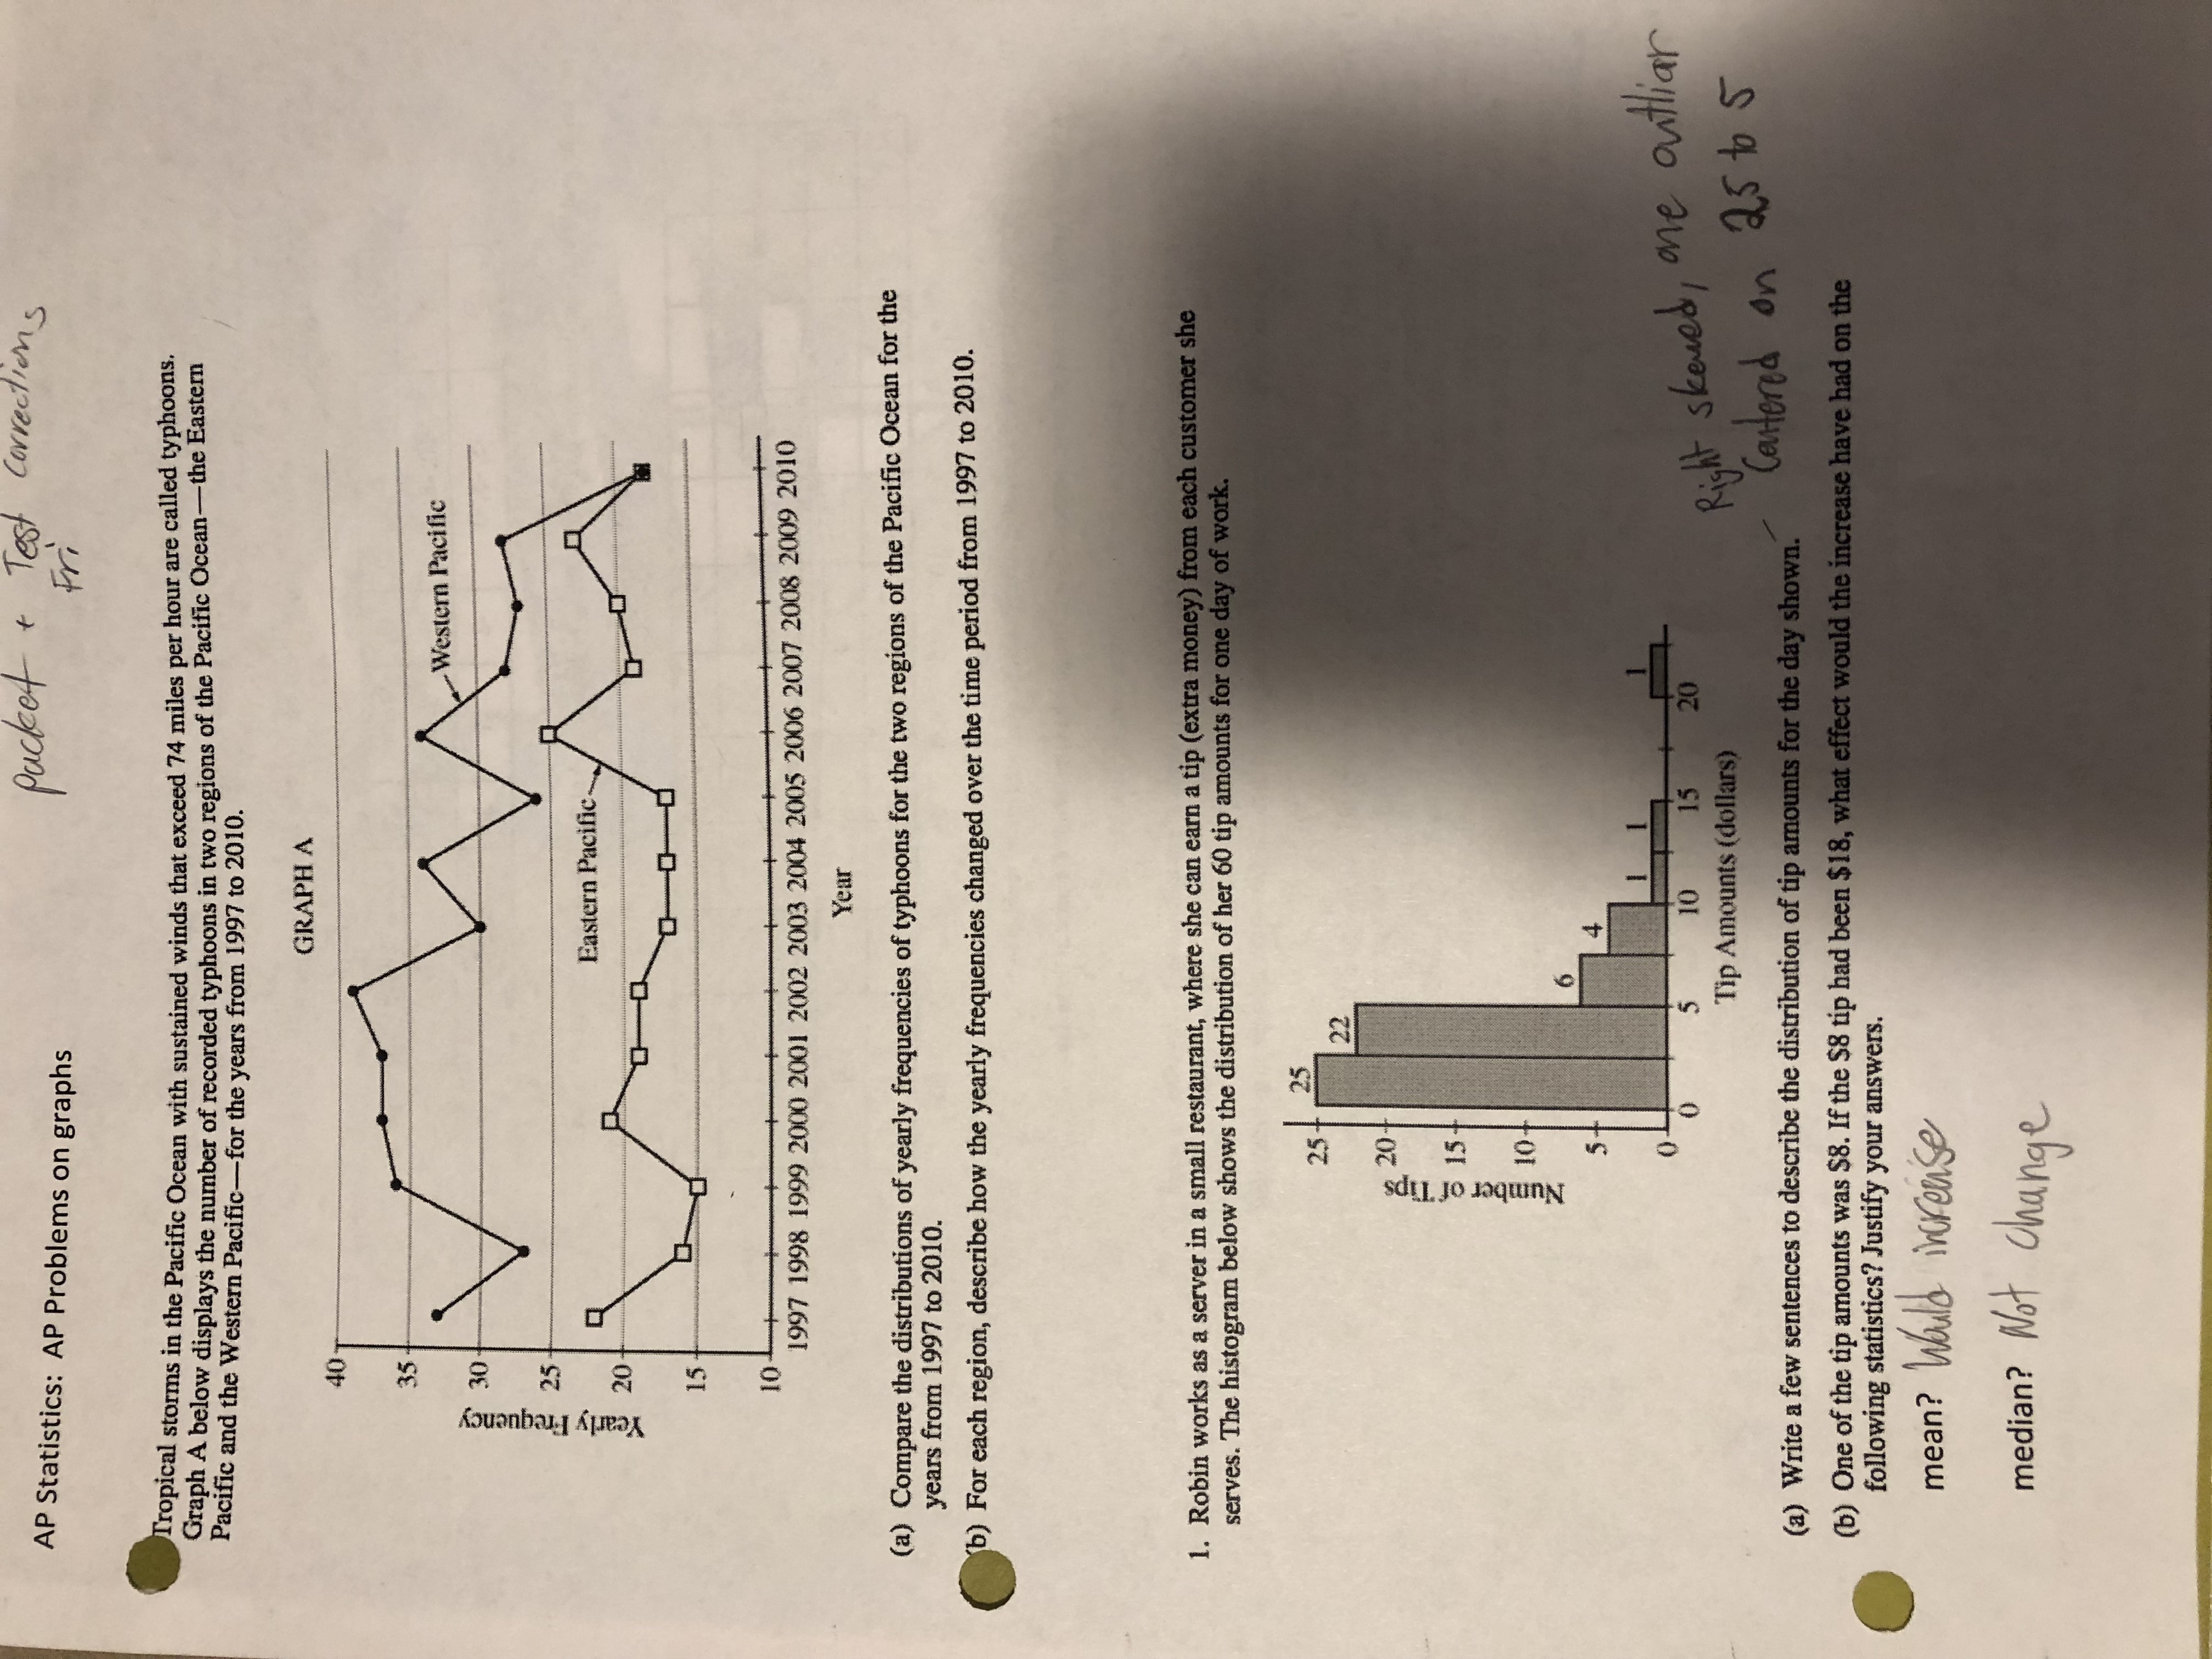 packet + Test Corrections
Fri
AP Statistics: AP Problems on graphs
Tropical storms in the Pacific Ocean with sustained winds that exceed 74 miles per hour are called typhoons.
Graph A below displays the number of recorded typhoons in two regions of the Pacific Ocean—the Eastern
Pacific and the Western Pacific—for the years from 1997 to 2010.
GRAPH A
40
35
30
25
20
15
10
Yearly Frequency
Western Pacific
Eastern Pacific
1997 1998 1999 2000 2001 2002 2003 2004 2005 2006 2007 2008 2009 2010
Year
(a) Compare the distributions of yearly frequencies of typhoons for the two regions of the Pacific Ocean for the
years from 1997 to 2010.
b) For each region, describe how the yearly frequencies changed over the time period from 1997 to 2010.
1. Robin works as a server in a small restaurant, where she can earn a tip (extra money) from each customer she
serves. The histogram below shows the distribution of her 60 tip amounts for one day of work.
25
20
15
10
5
0
Number of Tips
25
22
6
4
1
1
1
0 5 10 15 20
Tip Amounts (dollars)
Right skewed, one outliar
Centered on 25 to 5
(a) Write a few sentences to describe the distribution of tip amounts for the day shown.
(b) One of the tip amounts was $8. If the $8 tip had been $18, what effect would the increase have had on the
following statistics? Justify your answers.
mean? Would increase
median? Not change